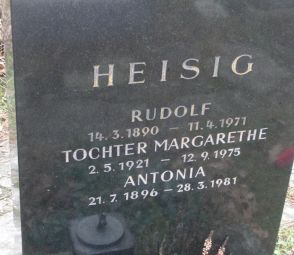 HEISIG
RUDOLF
14.3.1890 – 11.4.1971
TOCHTER MARGARETHE
2.5.1921 – 12.9.1975
ANTONIA
21.7.1896 – 28.3.1981